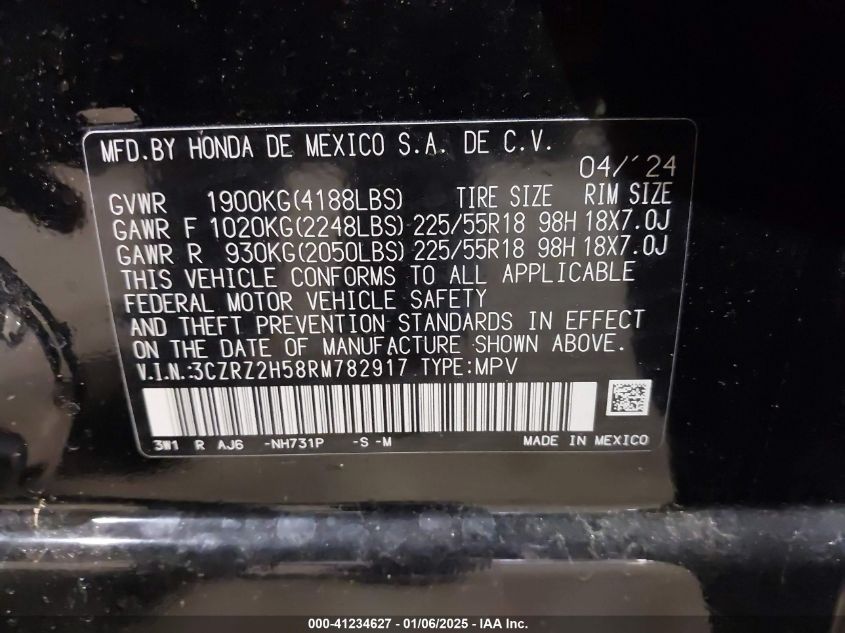 MFD.BY HONDA DE MEXICO S.A. DE C.V.
04/'24
GVWR 1900KG(4188LBS) TIRE SIZE RIM SIZE
GAWR F 1020KG(2248LBS) 225/55R18 98H 18X7.0J
GAWR R 930KG(2050LBS) 225/55R18 98H 18X7.0J
THIS VEHICLE CONFORMS TO ALL APPLICABLE
FEDERAL MOTOR VEHICLE SAFETY
AND THEFT PREVENTION STANDARDS IN EFFECT
ON THE DATE OF MANUFACTURE SHOWN ABOVE.
V.I.N.:3CZRZ2H58RM782917 TYPE:MPV
3W1 R AJ6 -NH731P -S -M MADE IN MEXICO
000-41234627 - 01/06/2025 - IAA Inc.